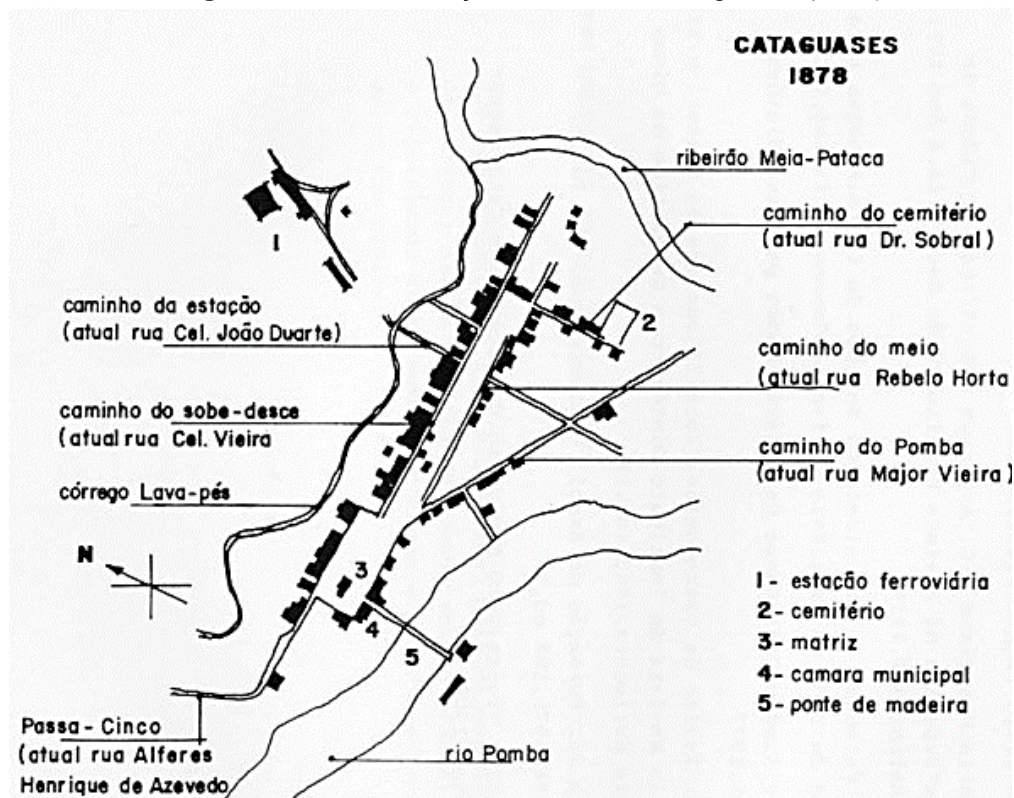 CATAGUASES
1878
ribeirão Meia-Pataca
caminho do cemitério
(atual rua Dr. Sobral)
1
2
caminho da estação
(atual rua Cel. João Duarte)
caminho do meio
(atual rua Rebelo Horta
caminho do sobe-desce
(atual rua Cel. Vieira
caminho do Pomba
(atual rua Major Vieira)
córrego Lava-pés
N
3
4
5
1- estação ferroviária
2- cemitério
3- matriz
4- camara municipal
5- ponte de madeira
Passa-Cinco
(atual rua Alferes
Henrique de Azevedo
rio Pomba